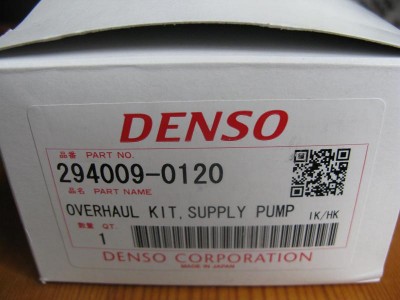 DENSO
品番 PART NO.
294009-0120
品名 PART NAME
OVERHAUL KIT, SUPPLY PUMP 1K/HK
数量 QT.
1
DENSO CORPORATION
MADE IN JAPAN